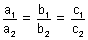 a₁/a₂ = b₁/b₂ = c₁/c₂